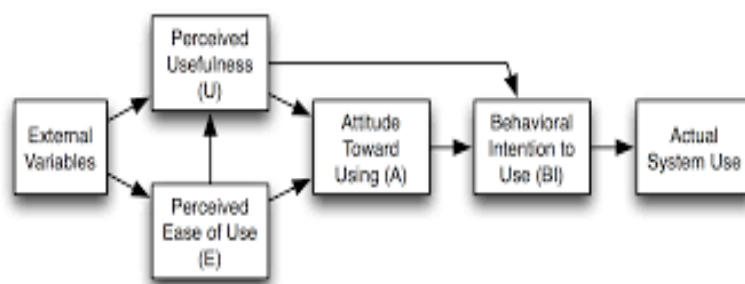 Perceived
Usefulness
(U)
External
Variables
Perceived
Ease of Use
(E)
Attitude
Toward
Using (A)
Behavioral
Intention to
Use (BI)
Actual
System Use